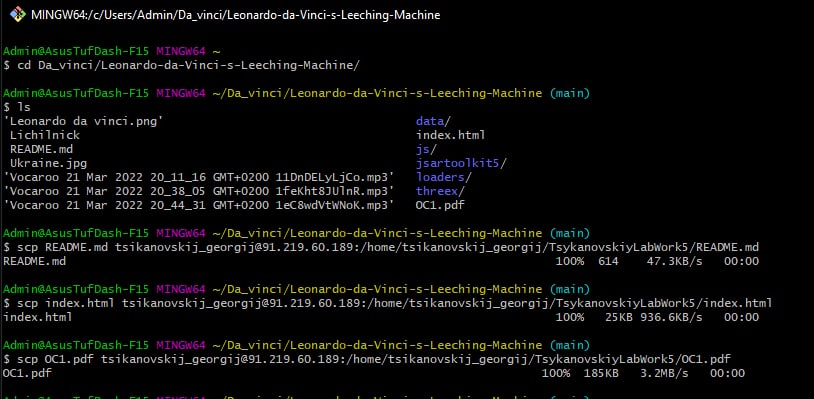 MINGW64:/c/Users/Admin/Da_vinci/Leonardo-da-Vinci-s-Leeching-Machine
Admin@AsusTufDash-F15 MINGW64 ~
$ cd Da_vinci/Leonardo-da-Vinci-s-Leeching-Machine/
Admin@AsusTufDash-F15 MINGW64 ~/Da_vinci/Leonardo-da-Vinci-s-Leeching-Machine (main)
$ ls
'Leonardo da vinci.png' data/
Lichilnick index.html
README.md js/
Ukraine.jpg jsartoolkit5/
'Vocaroo 21 Mar 2022 20_11_16 GMT+0200 11DnDELyLjCo.mp3' loaders/
'Vocaroo 21 Mar 2022 20_38_05 GMT+0200 1feKht8JUlnR.mp3' threex/
'Vocaroo 21 Mar 2022 20_44_31 GMT+0200 1eC8wdVtWNoK.mp3' ОС1.pdf
Admin@AsusTufDash-F15 MINGW64 ~/Da_vinci/Leonardo-da-Vinci-s-Leeching-Machine (main)
$ scp README.md tsikanovskij_georgij@91.219.60.189:/home/tsikanovskij_georgij/TsykanovskiyLabWork5/README.md
README.md 100% 614 47.3KB/s 00:00
Admin@AsusTufDash-F15 MINGW64 ~/Da_vinci/Leonardo-da-Vinci-s-Leeching-Machine (main)
$ scp index.html tsikanovskij_georgij@91.219.60.189:/home/tsikanovskij_georgij/TsykanovskiyLabWork5/index.html
index.html 100% 25KB 936.6KB/s 00:00
Admin@AsusTufDash-F15 MINGW64 ~/Da_vinci/Leonardo-da-Vinci-s-Leeching-Machine (main)
$ scp ОС1.pdf tsikanovskij_georgij@91.219.60.189:/home/tsikanovskij_georgij/TsykanovskiyLabWork5/ОС1.pdf
ОС1.pdf 100% 185KB 3.2MB/s 00:00